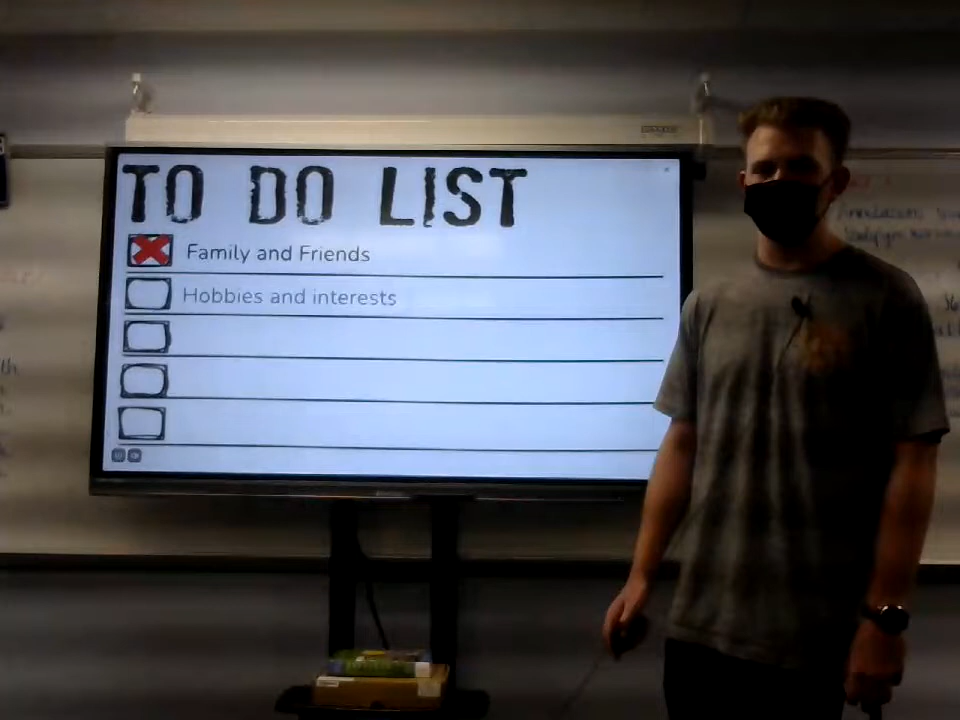 TO DO LIST
Family and Friends
Hobbies and interests